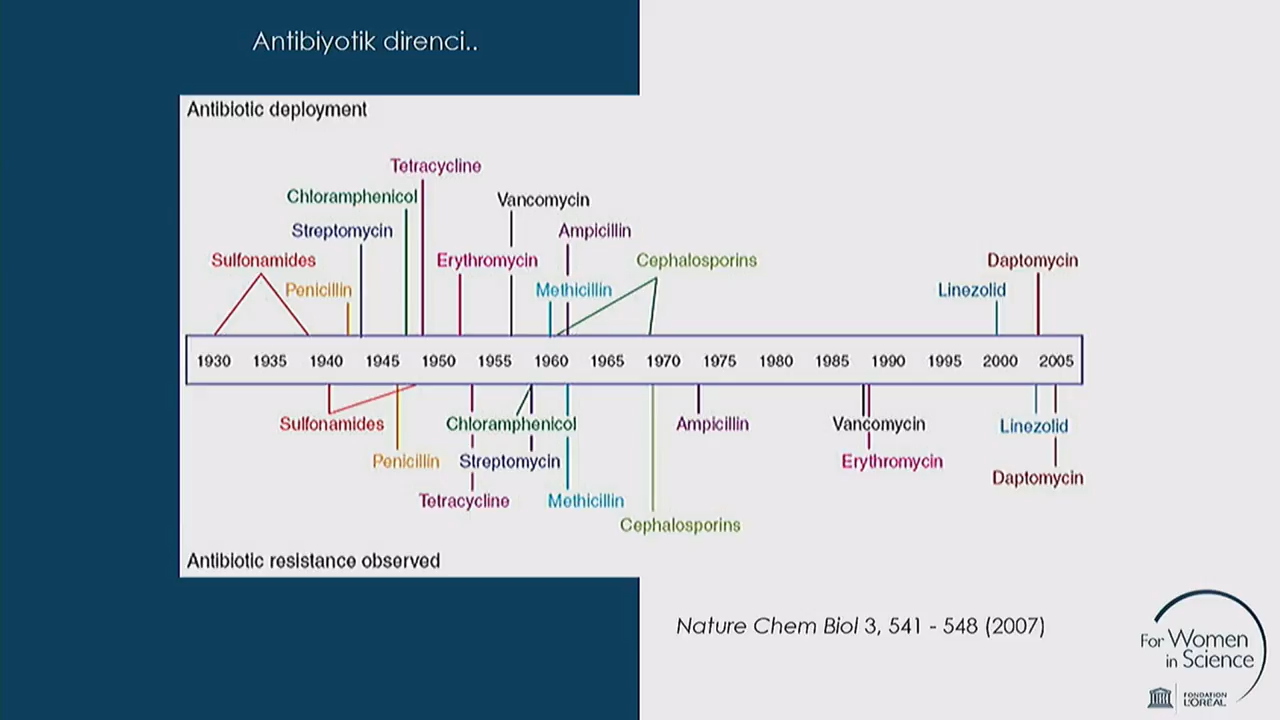 Antibiyotik direnci..
Antibiotic deployment
Tetracycline
Chloramphenicol
Vancomycin
Streptomycin
Ampicillin
Sulfonamides
Erythromycin
Cephalosporins
Daptomycin
Penicillin
Methicillin
Linezolid
1930 1935 1940 1945 1950 1955 1960 1965 1970 1975 1980 1985 1990 1995 2000 2005
Sulfonamides
Chloramphenicol
Ampicillin
Vancomycin
Linezolid
Penicillin
Streptomycin
Erythromycin
Daptomycin
Tetracycline
Methicillin
Cephalosporins
Antibiotic resistance observed
Nature Chem Biol 3, 541 - 548 (2007)
For Women
in Science
FONDATION
L'ORÉAL